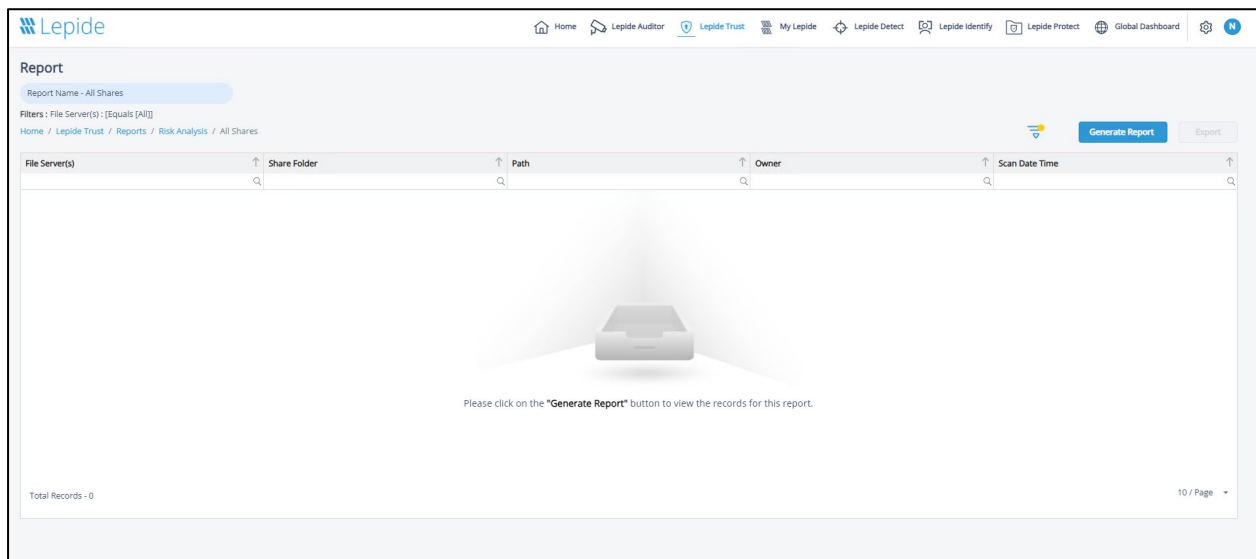 Lepide
Home Lepide Auditor Lepide Trust My Lepide Lepide Detect Lepide Identify Lepide Protect Global Dashboard N
Report
Report Name - All Shares
Filters : File Server(s) : [Equals [All]]
Home / Lepide Trust / Reports / Risk Analysis / All Shares
Generate Report Export
File Server(s) Share Folder Path Owner Scan Date Time
Please click on the "Generate Report" button to view the records for this report.
Total Records - 0
10 / Page